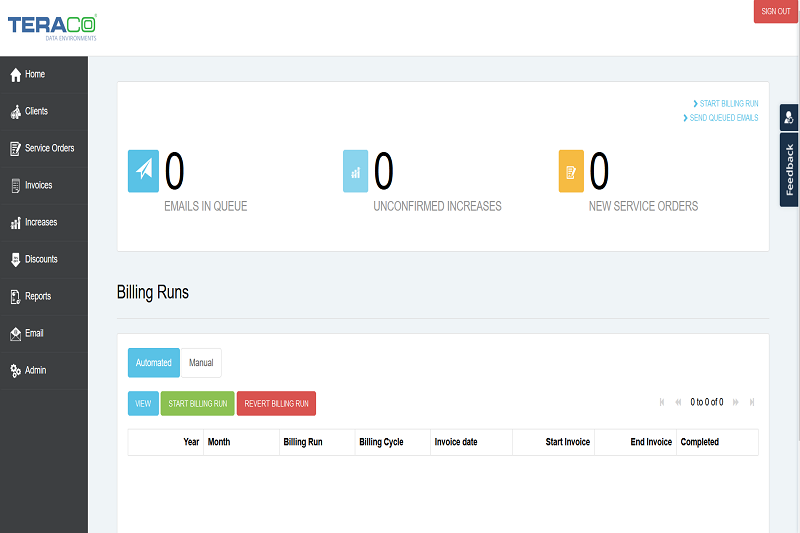 TERACO
DATA ENVIRONMENTS
SIGN OUT
Home
Clients
Service Orders
Invoices
Increases
Discounts
Reports
Email
Admin
START BILLING RUN
SEND QUEUED EMAILS
0
EMAILS IN QUEUE
0
UNCONFIRMED INCREASES
0
NEW SERVICE ORDERS
Feedback
Billing Runs
Automated Manual
VIEW START BILLING RUN REVERT BILLING RUN 0 to 0 of 0
Year Month Billing Run Billing Cycle Invoice date Start Invoice End Invoice Completed